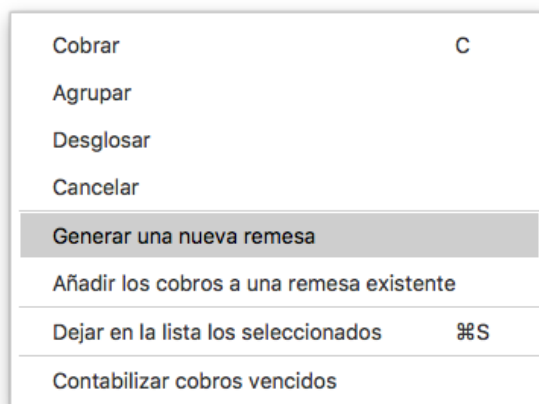 Cobrar C
Agrupar
Desglosar
Cancelar
Generar una nueva remesa
Añadir los cobros a una remesa existente
Dejar en la lista los seleccionados ⌘S
Contabilizar cobros vencidos